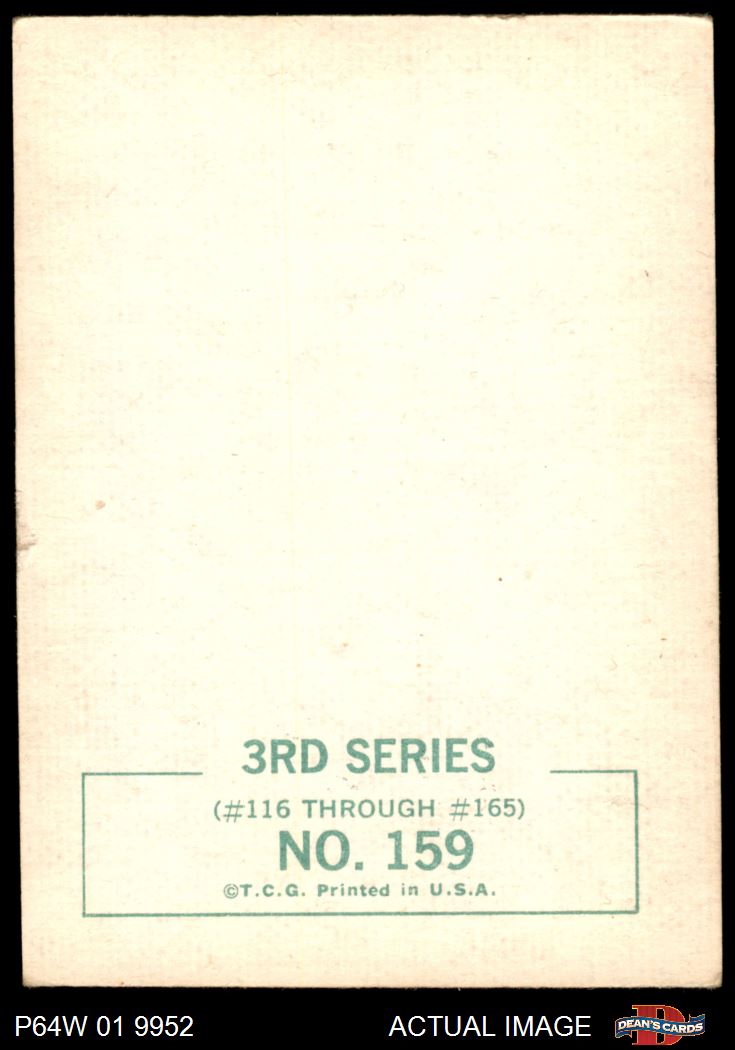 3RD SERIES
(#116 THROUGH #165)
NO. 159
©T.C.G. Printed in U.S.A.
P64W 01 9952 ACTUAL IMAGE DEAN'S CARDS